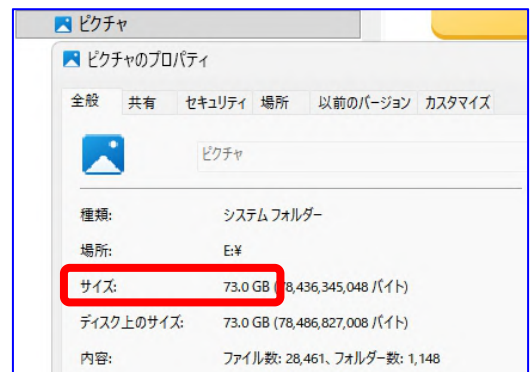 ピクチャ
ピクチャのプロパティ
全般 共有 セキュリティ 場所 以前のバージョン カスタマイズ
ピクチャ
種類: システム フォルダー
場所: E:¥
サイズ: 73.0 GB (78,436,345,048 バイト)
ディスク上のサイズ: 73.0 GB (78,486,827,008 バイト)
内容: ファイル数: 28,461、フォルダー数: 1,148